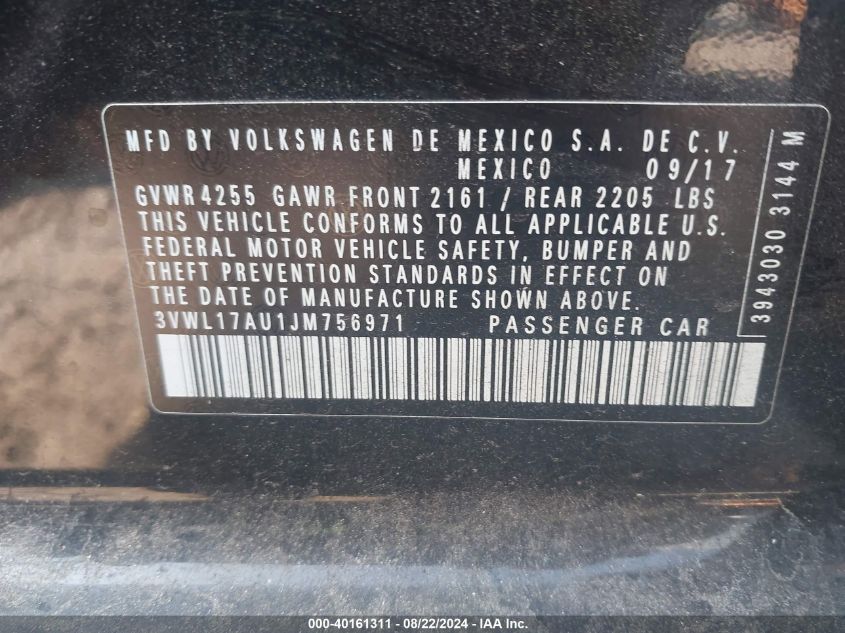 MFD BY VOLKSWAGEN DE MEXICO S.A. DE C.V.
MEXICO 09/17
GVWR 4255 GAWR FRONT 2161 / REAR 2205 LBS
THIS VEHICLE CONFORMS TO ALL APPLICABLE U.S.
FEDERAL MOTOR VEHICLE SAFETY, BUMPER AND
THEFT PREVENTION STANDARDS IN EFFECT ON
THE DATE OF MANUFACTURE SHOWN ABOVE.
3VWL17AU1JM756971 PASSENGER CAR
3943030 3144 M
000-40161311 - 08/22/2024 - IAA Inc.